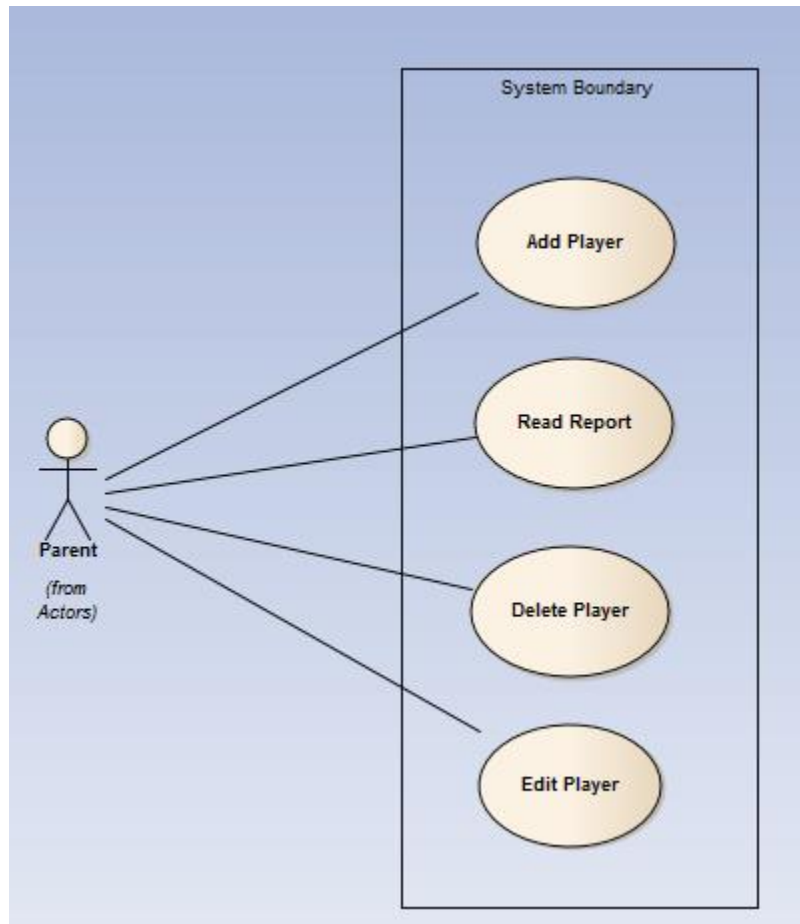 System Boundary
Add Player
Read Report
Delete Player
Edit Player
Parent
(from
Actors)